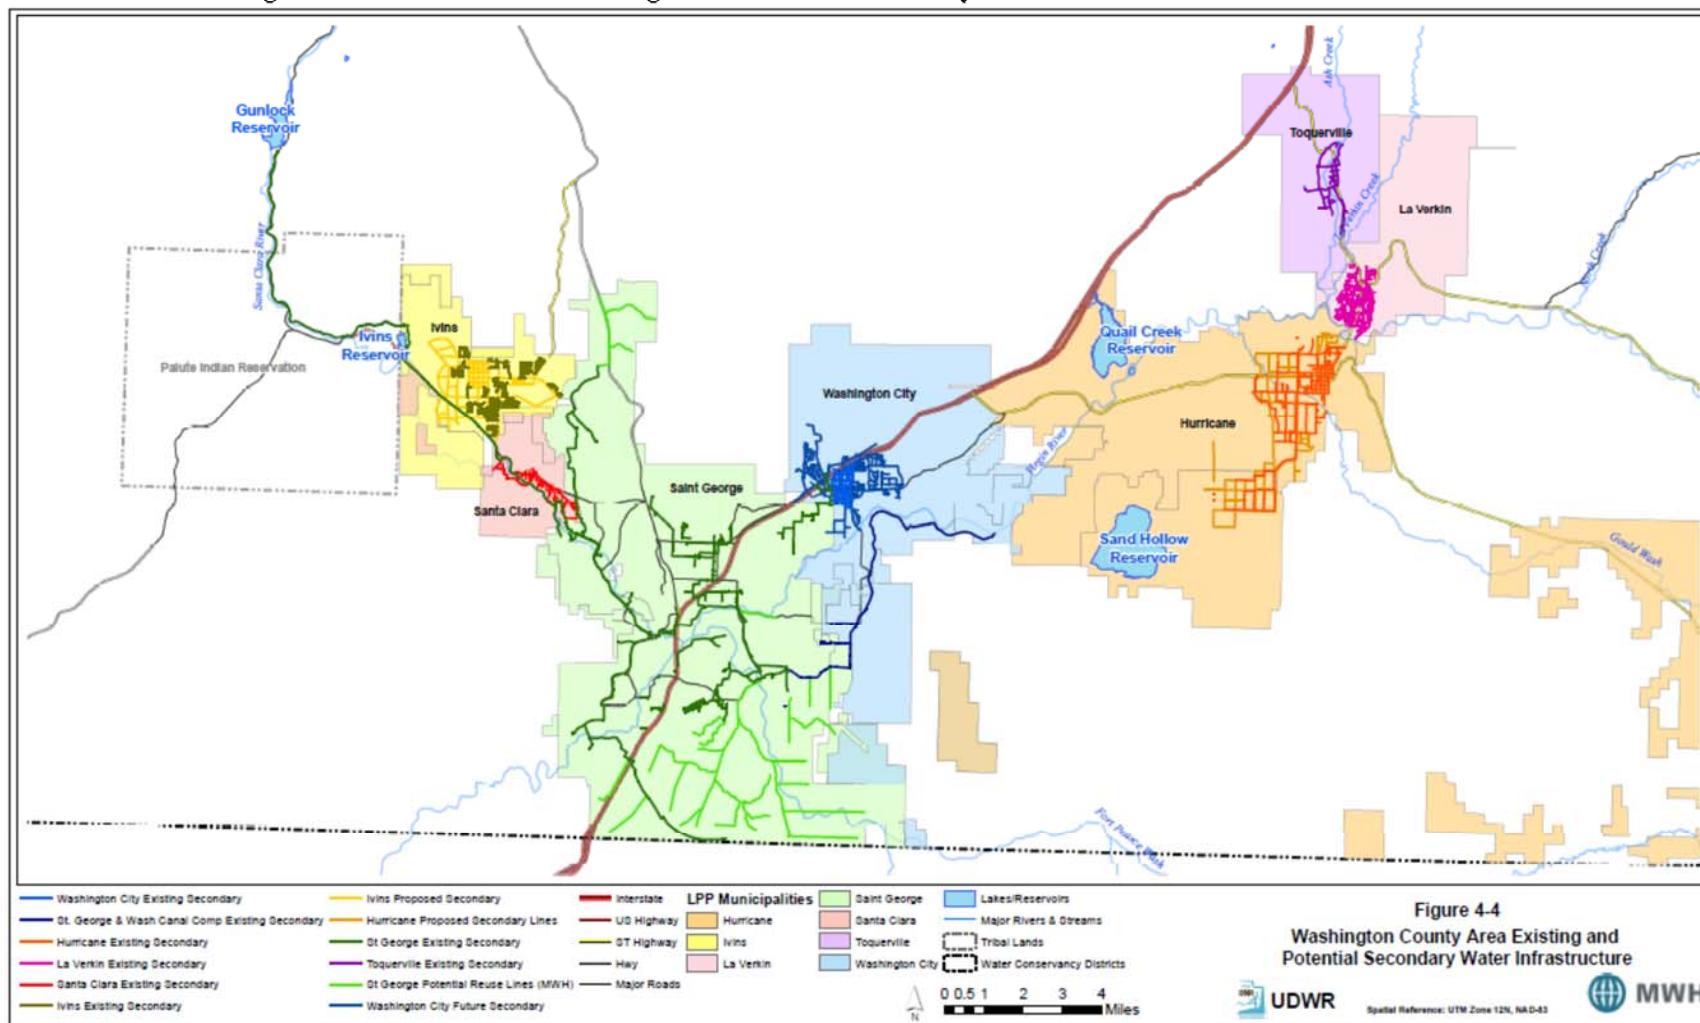 Gunlock
Reservoir
Santa Clara River
Paiute Indian Reservation
Ivins
Reservoir
Ivins
Santa Clara
Saint George
Washington City
Quail Creek
Reservoir
Virgin River
Sand Hollow
Reservoir
Hurricane
Toquerville
Ash Creek
La Verkin
Gould Wash
Fort Pearce Wash
Washington City Existing Secondary
St. George & Wash Canal Comp Existing Secondary
Hurricane Existing Secondary
La Verkin Existing Secondary
Santa Clara Existing Secondary
Ivins Existing Secondary
Ivins Proposed Secondary
Hurricane Proposed Secondary Lines
St George Existing Secondary
Toquerville Existing Secondary
St George Potential Reuse Lines (MWH)
Washington City Future Secondary
Interstate
US Highway
ST Highway
Hwy
Major Roads
LPP Municipalities
Hurricane
Ivins
La Verkin
Saint George
Santa Clara
Toquerville
Washington City
Lakes/Reservoirs
Major Rivers & Streams
Tribal Lands
Water Conservancy Districts
N
0 0.5 1 2 3 4
Miles
Figure 4-4
Washington County Area Existing and
Potential Secondary Water Infrastructure
UDWR
Spatial Reference: UTM Zone 12N, NAD-83
MWH